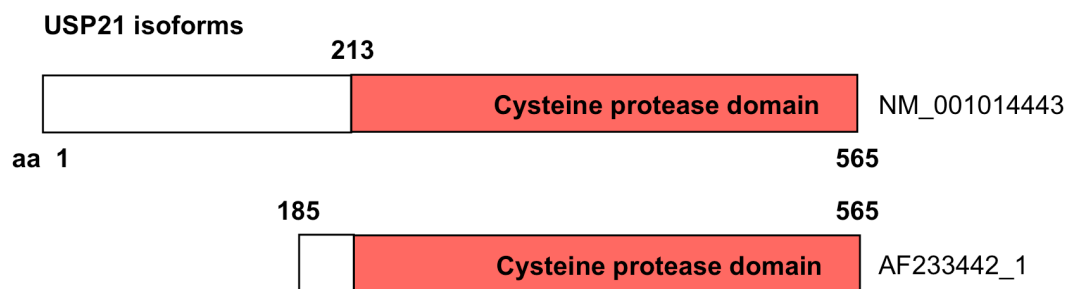 USP21 isoforms
213
Cysteine protease domain NM_001014443
aa 1 565
185 565
Cysteine protease domain AF233442_1